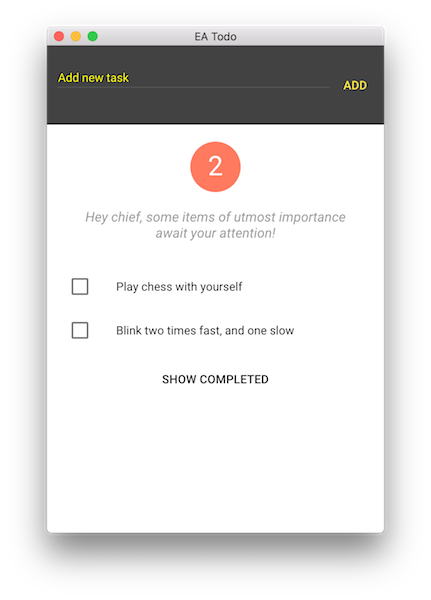 EA Todo
Add new task
ADD
2
Hey chief, some items of utmost importance
await your attention!
Play chess with yourself
Blink two times fast, and one slow
SHOW COMPLETED